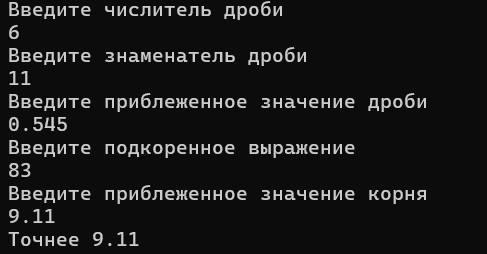 Введите числитель дроби
6
Введите знаменатель дроби
11
Введите приблеженное значение дроби
0.545
Введите подкоренное выражение
83
Введите приблеженное значение корня
9.11
Точнее 9.11